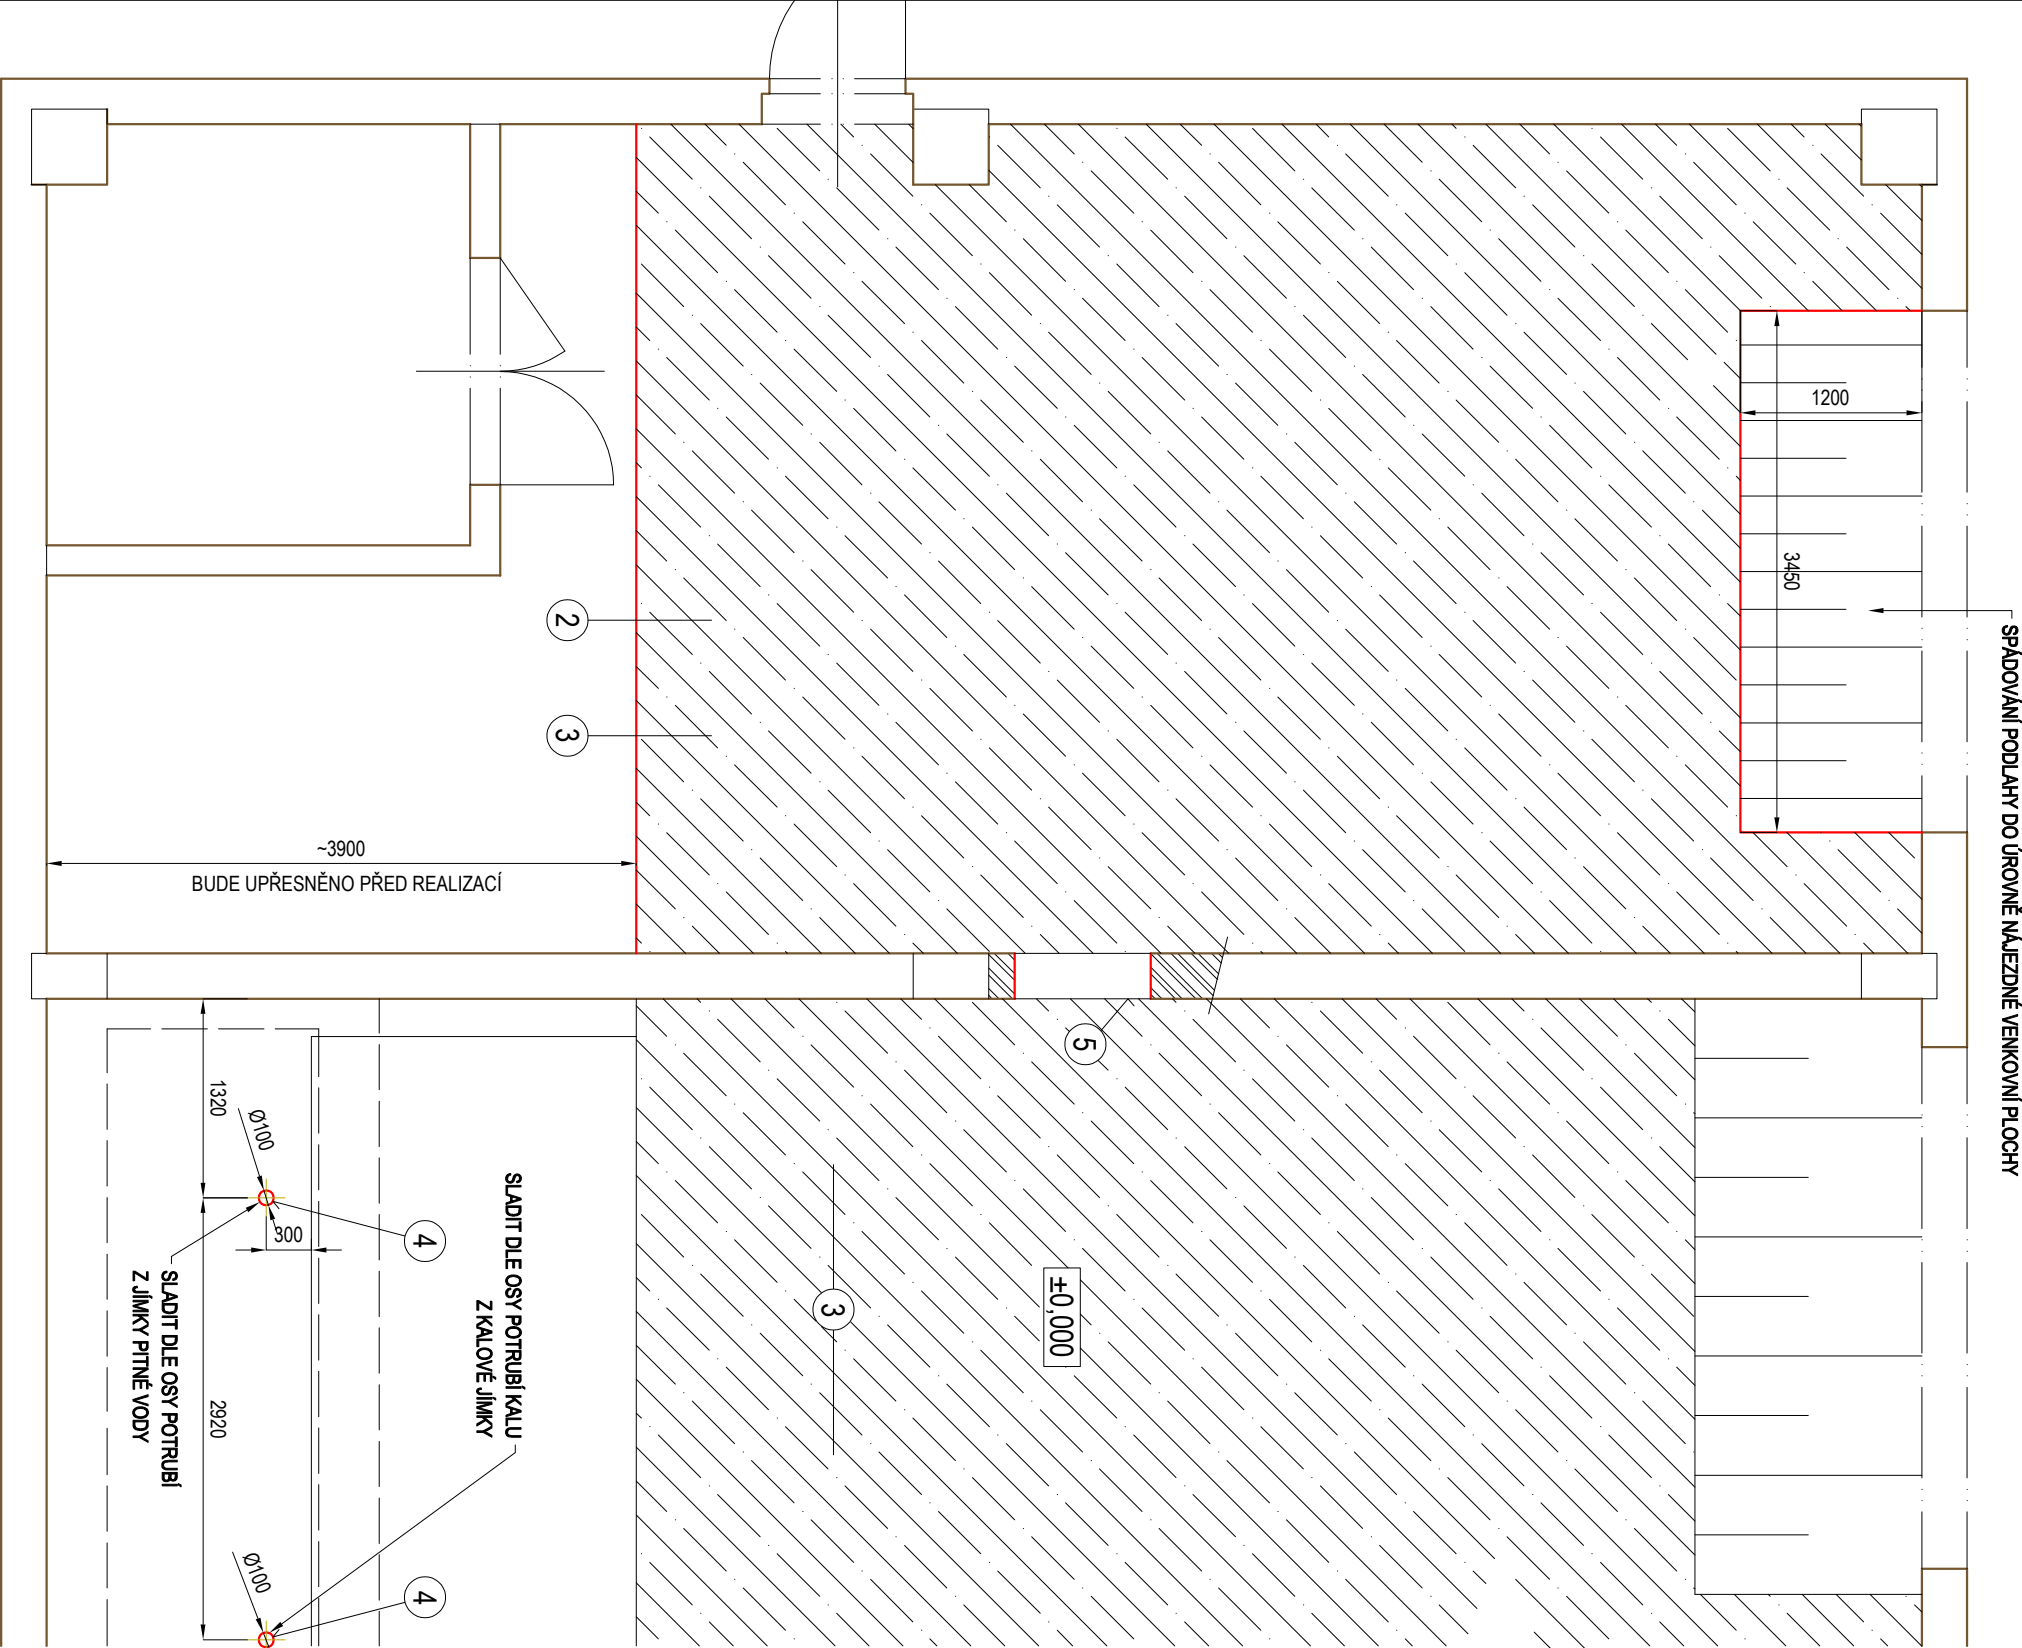 SPÁDOVÁNÍ PODLAHY DO ÚROVNĚ NÁJEZDNÉ VENKOVNÍ PLOCHY
1200
3450
2
3
~3900
BUDE UPŘESNĚNO PŘED REALIZACÍ
5
1320
Ø100
300
4
SLADIT DLE OSY POTRUBÍ KALU
Z KALOVÉ JÍMKY
±0,000
3
SLADIT DLE OSY POTRUBÍ
Z JÍMKY PITNÉ VODY
2920
Ø100
4